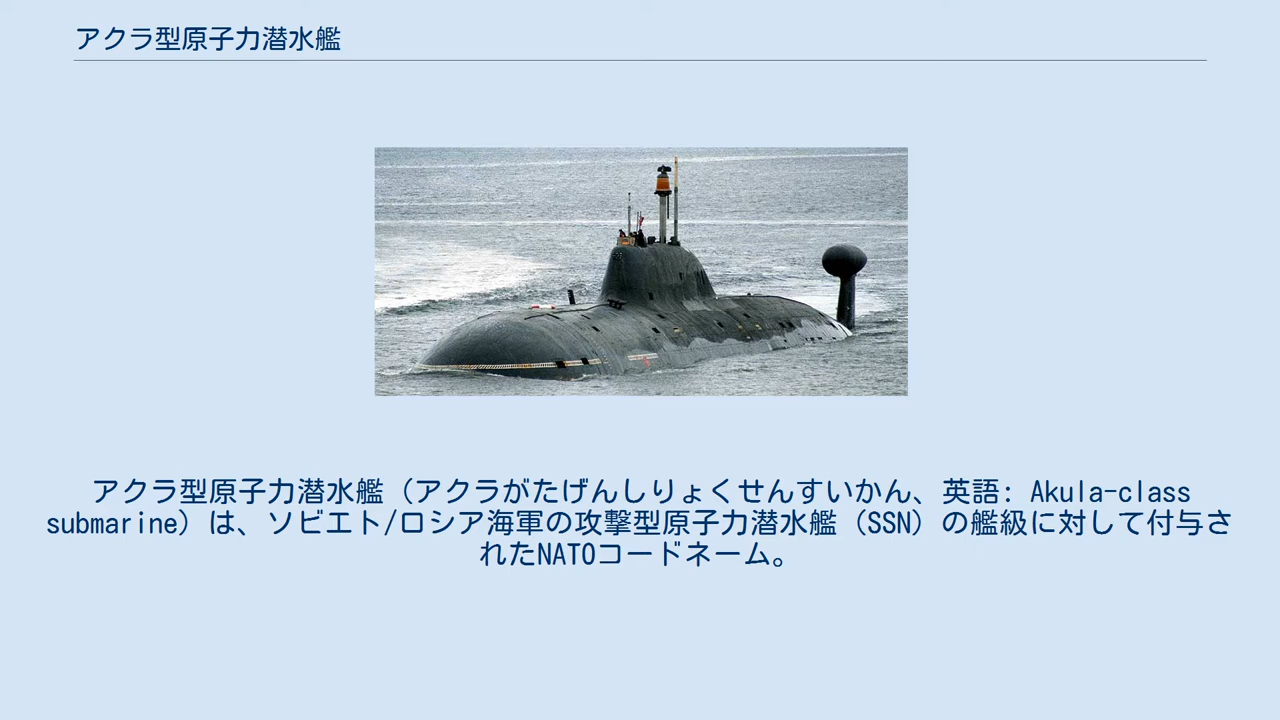 アクラ型原子力潜水艦
アクラ型原子力潜水艦（アクラがたげんしりょくせんすいかん、英語: Akula-class
submarine）は、ソビエト/ロシア海軍の攻撃型原子力潜水艦（SSN）の艦級に対して付与さ
れたNATOコードネーム。